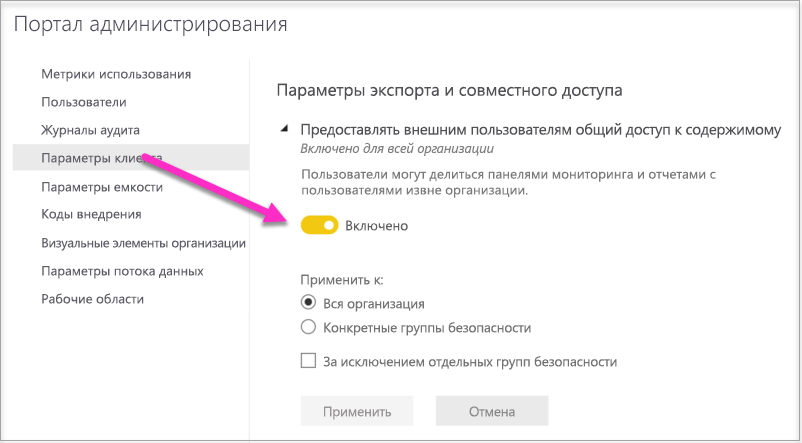 Портал администрирования
Метрики использования
Пользователи
Журналы аудита
Параметры клиента
Параметры емкости
Коды внедрения
Визуальные элементы организации
Параметры потока данных
Рабочие области
Параметры экспорта и совместного доступа
Предоставлять внешним пользователям общий доступ к содержимому
Включено для всей организации
Пользователи могут делиться панелями мониторинга и отчетами с
пользователями извне организации.
Включено
Применить к:
Вся организация
Конкретные группы безопасности
За исключением отдельных групп безопасности
Применить
Отмена